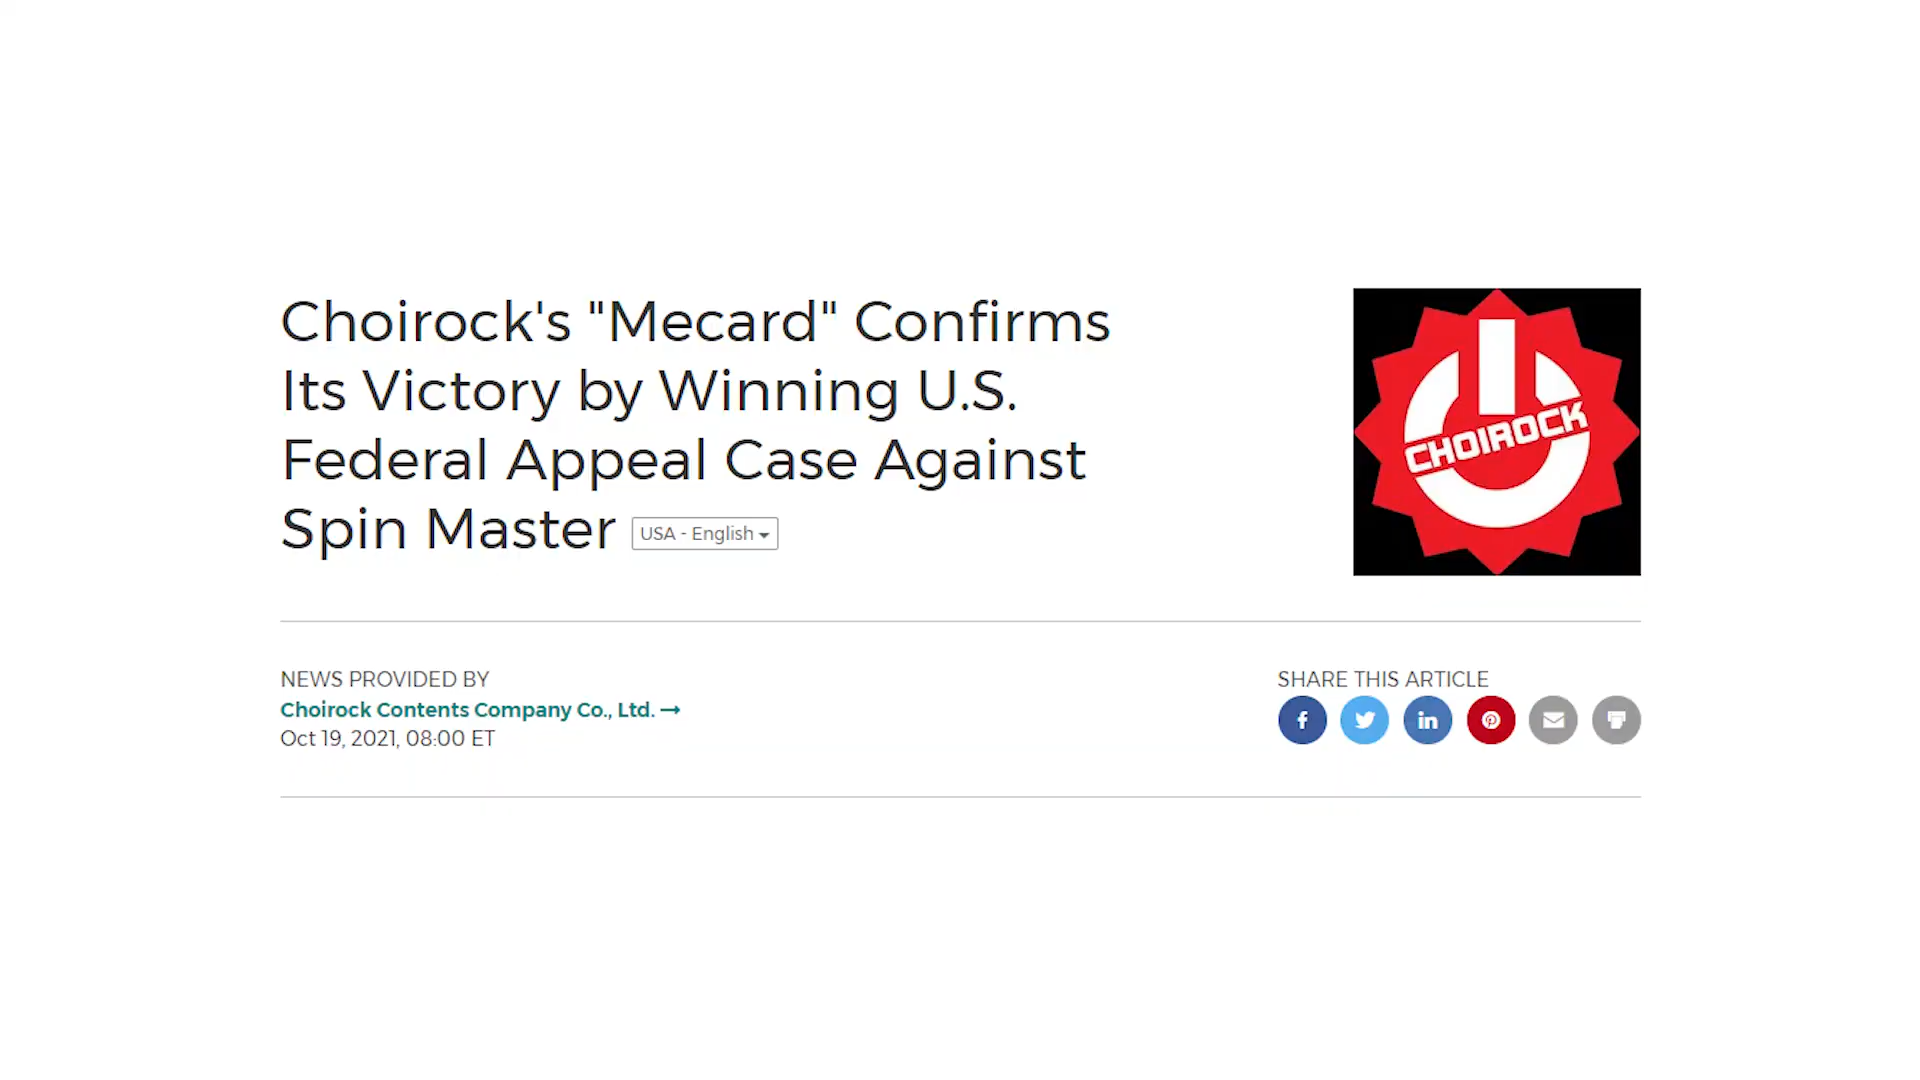 Choirock's "Mecard" Confirms
Its Victory by Winning U.S.
Federal Appeal Case Against
Spin Master USA - English
CHOIROCK
NEWS PROVIDED BY
Choirock Contents Company Co., Ltd.
Oct 19, 2021, 08:00 ET
SHARE THIS ARTICLE